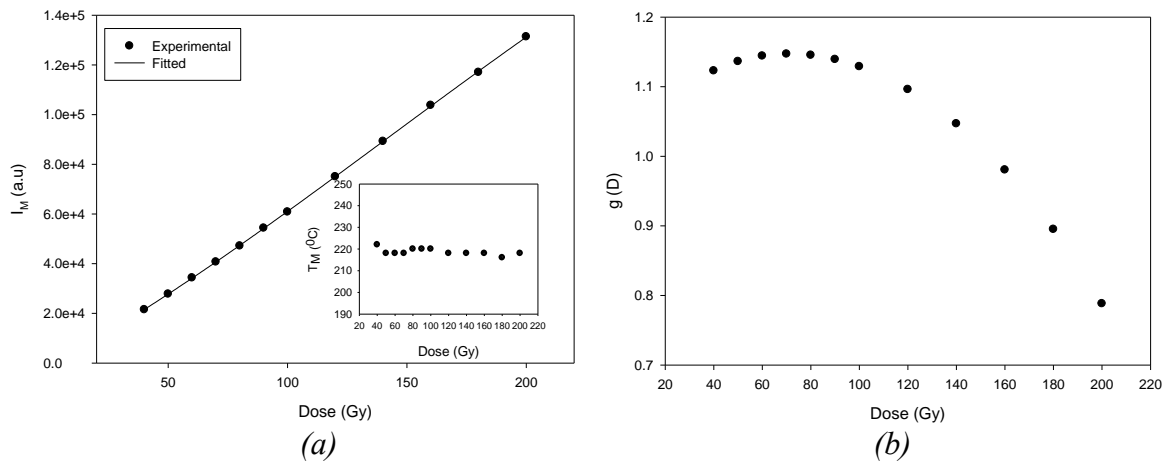 1.4e+5
1.2e+5
1.0e+5
8.0e+4
6.0e+4
4.0e+4
2.0e+4
0.0
I_M (a.u)
Experimental
Fitted
50 100 150 200
Dose (Gy)
250
240
230
220
210
200
190
T_M (⁰C)
20 40 60 80 100 120 140 160 180 200 220
Dose (Gy)
(a)
1.2
1.1
1.0
0.9
0.8
0.7
g (D)
20 40 60 80 100 120 140 160 180 200 220
Dose (Gy)
(b)